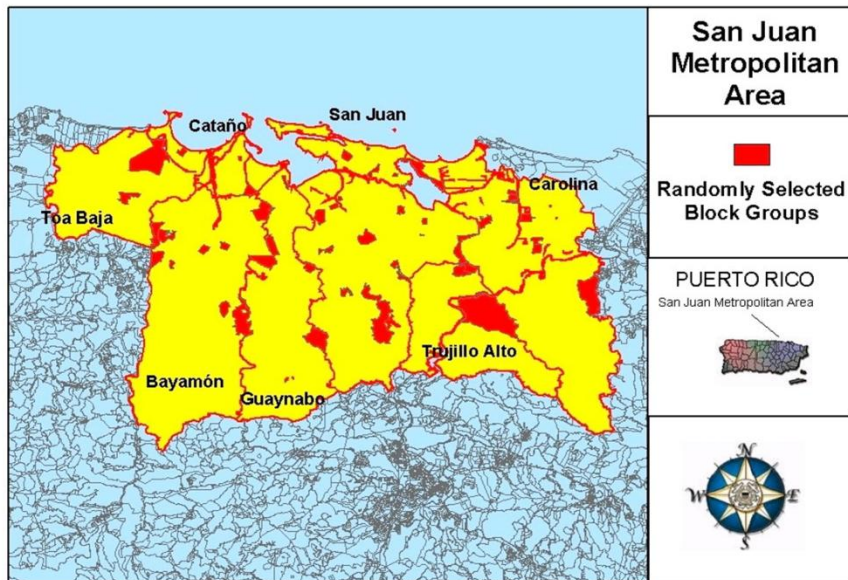 San Juan
Metropolitan
Area
San Juan
Cataño
Carolina
Toa Baja
Randomly Selected
Block Groups
PUERTO RICO
San Juan Metropolitan Area
Trujillo Alto
Bayamón
Guaynabo
N
W
E
S